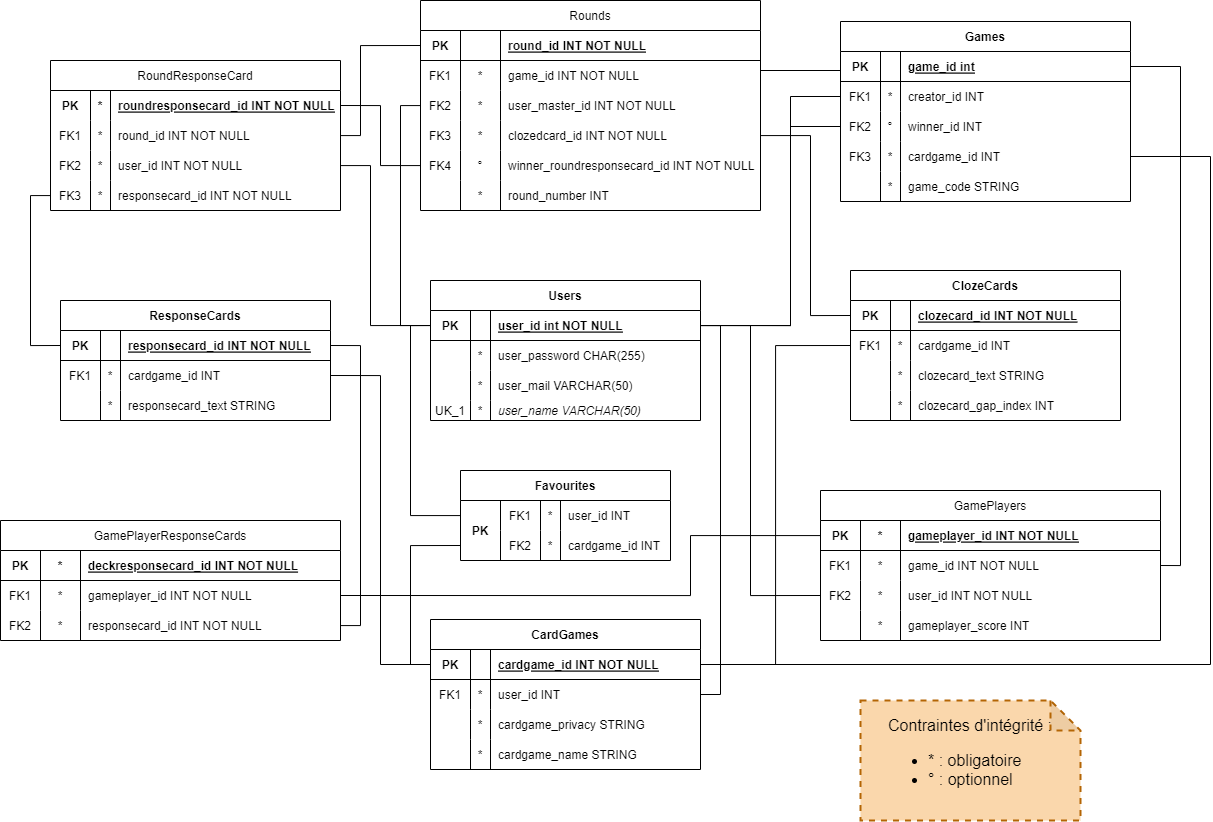 Rounds
PK round_id INT NOT NULL
FK1 * game_id INT NOT NULL
FK2 * user_master_id INT NOT NULL
FK3 * clozedcard_id INT NOT NULL
FK4 ° winner_roundresponsecard_id INT NOT NULL
* round_number INT
Games
PK game_id int
FK1 * creator_id INT
FK2 ° winner_id INT
FK3 * cardgame_id INT
* game_code STRING
RoundResponseCard
PK * roundresponsecard_id INT NOT NULL
FK1 * round_id INT NOT NULL
FK2 * user_id INT NOT NULL
FK3 * responsecard_id INT NOT NULL
Users
PK user_id int NOT NULL
* user_password CHAR(255)
* user_mail VARCHAR(50)
UK_1 * user_name VARCHAR(50)
ClozeCards
PK clozecard_id INT NOT NULL
FK1 * cardgame_id INT
* clozecard_text STRING
* clozecard_gap_index INT
ResponseCards
PK responsecard_id INT NOT NULL
FK1 * cardgame_id INT
* responsecard_text STRING
Favourites
PK
FK1 * user_id INT
FK2 * cardgame_id INT
GamePlayers
PK * gameplayer_id INT NOT NULL
FK1 * game_id INT NOT NULL
FK2 * user_id INT NOT NULL
* gameplayer_score INT
GamePlayerResponseCards
PK * deckresponsecard_id INT NOT NULL
FK1 * gameplayer_id INT NOT NULL
FK2 * responsecard_id INT NOT NULL
CardGames
PK cardgame_id INT NOT NULL
FK1 * user_id INT
* cardgame_privacy STRING
* cardgame_name STRING
Contraintes d'intégrité
• * : obligatoire
• ° : optionnel